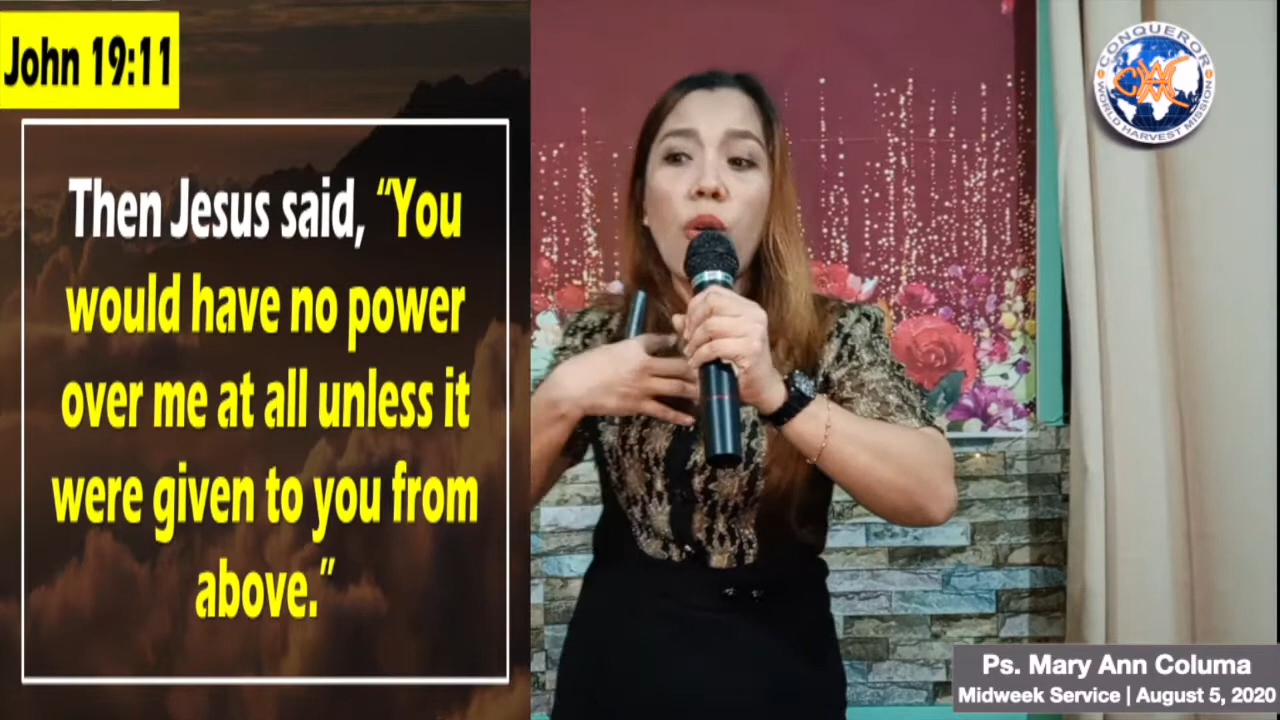 John 19:11
Then Jesus said, “You
would have no power
over me at all unless it
were given to you from
above.”
CONQUEROR
CWHM
WORLD HARVEST MISSION
Ps. Mary Ann Columa
Midweek Service | August 5, 2020